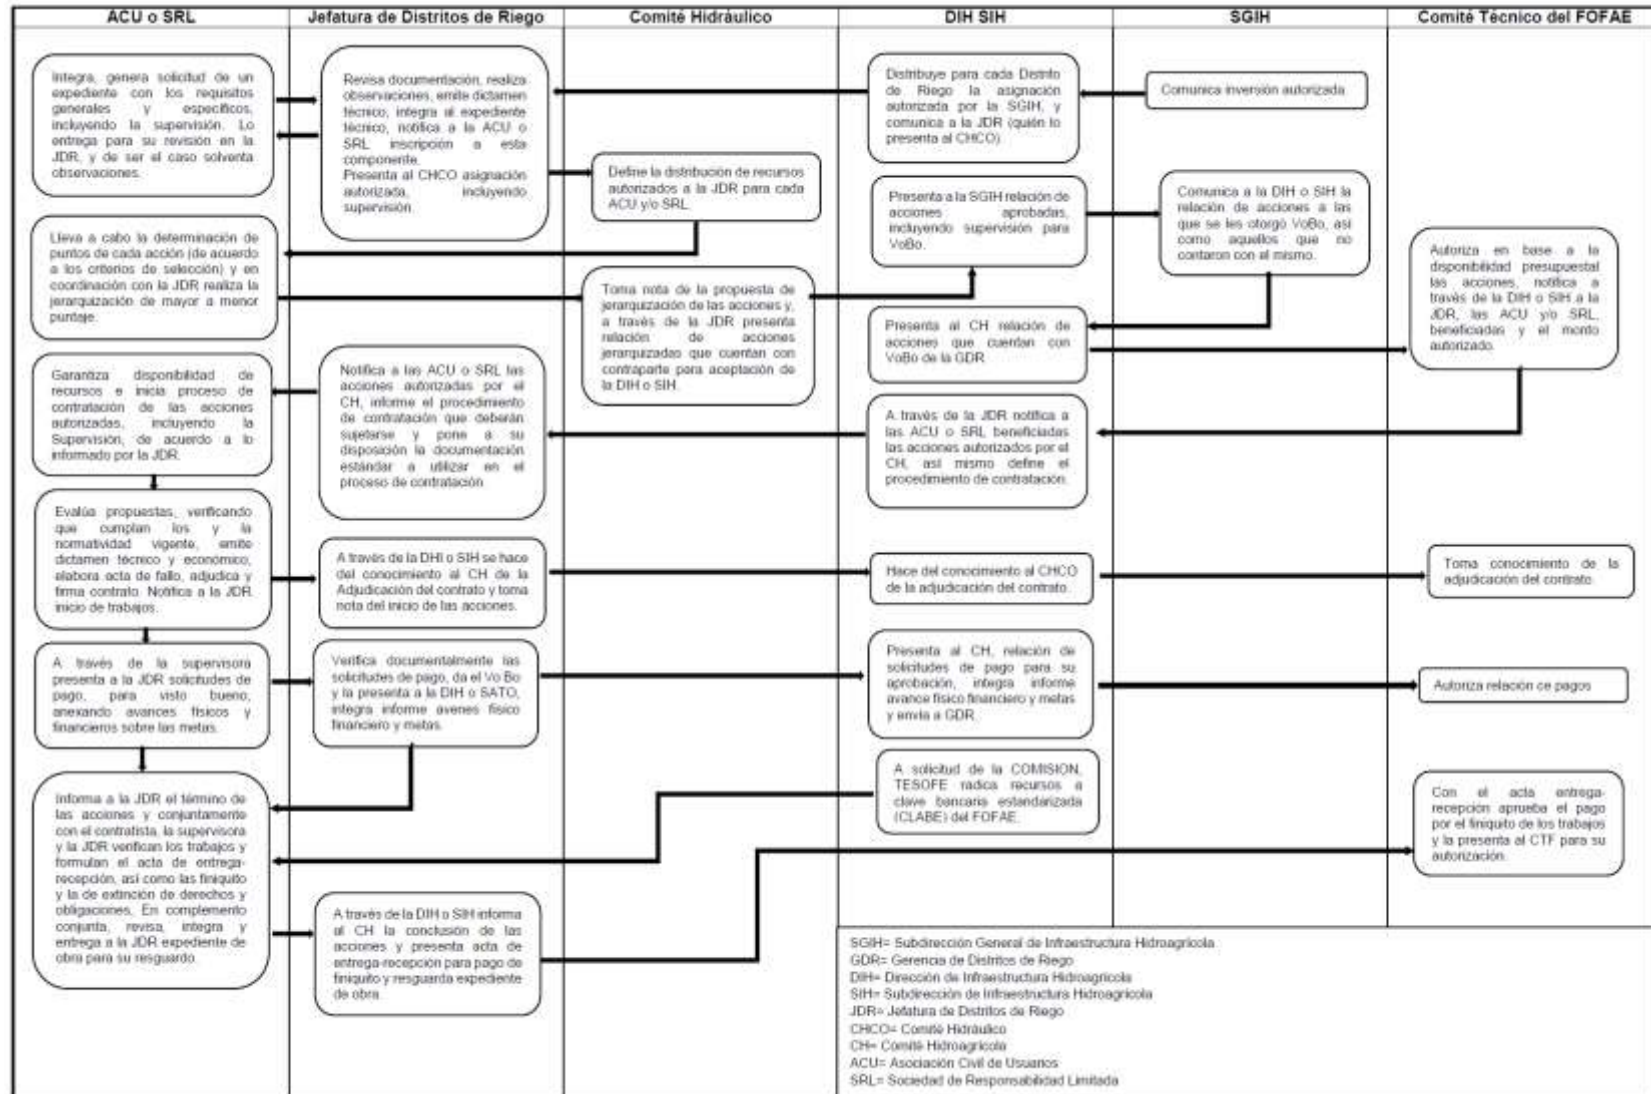 ACU o SRL
Jefatura de Distritos de Riego
Comité Hidráulico
DIH SIH
SGIH
Comité Técnico del FOFAE
Integra, genera solicitud de un
expediente con los requisitos
generales y específicos,
incluyendo la supervisión. Lo
entrega para su revisión en la
JDR, y de ser el caso solventa
observaciones.
Revisa documentación, realiza
observaciones, emite dictamen
técnico, integra al expediente
técnico, notifica a la ACU o
SRL inscripción a esta
componente.
Presenta al CHCO asignación
autorizada, incluyendo
supervisión.
Distribuye para cada Distrito
de Riego la asignación
autorizada por la SGIH, y
comunica a la JDR (quién lo
presenta al CHCO)
Comunica inversión autorizada
Define la distribución de recursos
autorizados a la JDR para cada
ACU y/o SRL.
Presenta a la SGIH relación de
acciones aprobadas,
incluyendo supervisión para
VoBo.
Comunica a la DIH o SIH la
relación de acciones a las
que se les otorgó VoBo, así
como aquellos que no
contaron con el mismo.
Lleva a cabo la determinación de
puntos de cada acción (de acuerdo
a los criterios de selección) y en
coordinación con la JDR realiza la
jerarquización de mayor a menor
puntaje.
Toma nota de la propuesta de
jerarquización de las acciones y,
a través de la JDR presenta
relación de acciones
jerarquizadas que cuentan con
contraparte para aceptación de
la DIH o SIH.
Presenta al CH relación de
acciones que cuentan con
VoBo de la GDR
Autoriza en base a la
disponibilidad presupuestal
las acciones, notifica a
través de la DIH o SIH a la
JDR, las ACU y/o SRL,
beneficiadas y el monto
autorizado.
Garantiza disponibilidad de
recursos e inicia proceso de
contratación de las acciones
autorizadas, incluyendo la
Supervisión, de acuerdo a lo
informado por la JDR.
Notifica a las ACU o SRL las
acciones autorizadas por el
CH, informe el procedimiento
de contratación que deberán
sujetarse y pone a su
disposición la documentación
estándar a utilizar en el
proceso de contratación
A través de la JDR notifica a
las ACU o SRL beneficiadas
las acciones autorizados por el
CH, así mismo define el
procedimiento de contratación.
Evalúa propuestas, verificando
que cumplan los y la
normatividad vigente, emite
dictamen técnico y económico,
elabora acta de fallo, adjudica y
firma contrato. Notifica a la JDR
inicio de trabajos.
A través de la DHI o SIH se hace
del conocimiento al CH de la
Adjudicación del contrato y toma
nota del inicio de las acciones.
Hace del conocimiento al CHCO
de la adjudicación del contrato.
Toma conocimiento de la
adjudicación del contrato.
A través de la supervisora
presenta a la JDR solicitudes de
pago, para visto bueno,
anexando avances físicos y
financieros sobre las metas.
Verifica documentalmente las
solicitudes de pago, da el Vo Bo
y la presenta a la DIH o SATO,
integra informe avenes físico
financiero y metas.
Presenta al CH, relación de
solicitudes de pago para su
aprobación, integra informe
avance físico financiero y metas
y envía a GDR.
Autoriza relación ce pagos
A solicitud de la COMISION,
TESOFE radica recursos a
clave bancaria estandarizada
(CLABE) del FOFAE.
Informa a la JDR el término de
las acciones y conjuntamente
con el contratista, la supervisora
y la JDR verifican los trabajos y
formulan el acta de entrega-
recepción, así como las finiquito
y la de extinción de derechos y
obligaciones. En complemento
conjunta, revisa, integra y
entrega a la JDR expediente de
obra para su resguardo.
Con el acta entrega-
recepción aprueba el pago
por el finiquito de los trabajos
y la presenta al CTF para su
autorización.
A través de la DIH o SIH informa
al CH la conclusión de las
acciones y presenta acta de
entrega-recepción para pago de
finiquito y resguarda expediente
de obra.
SGIH= Subdirección General de Infraestructura Hidroagrícola
GDR= Gerencia de Distritos de Riego
DIH= Dirección de Infraestructura Hidroagrícola
SIH= Subdirección de Infraestructura Hidroagrícola
JDR= Jefatura de Distritos de Riego
CHCO= Comité Hidráulico
CH= Comité Hidroagrícola
ACU= Asociación Civil de Usuarios
SRL= Sociedad de Responsabilidad Limitada